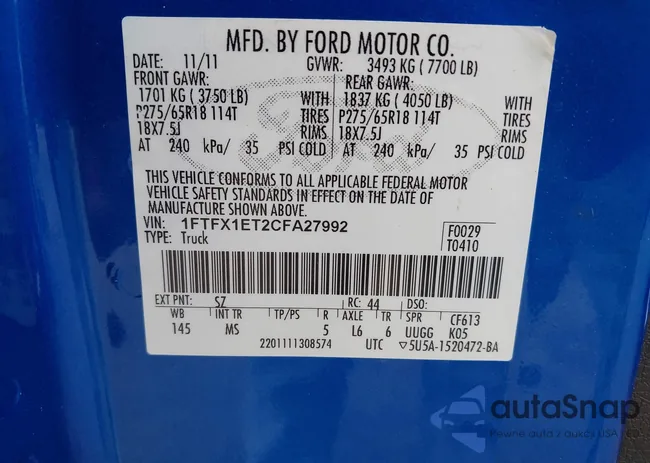 MFD. BY FORD MOTOR CO.
DATE: 11/11 GVWR: 3493 KG ( 7700 LB)
FRONT GAWR: REAR GAWR:
1701 KG ( 3750 LB) WITH 1837 KG ( 4050 LB) WITH
P275/65R18 114T TIRES P275/65R18 114T TIRES
18X7.5J RIMS 18X7.5J RIMS
AT 240 kPa/ 35 PSI COLD AT 240 kPa/ 35 PSI COLD
Ford
THIS VEHICLE CONFORMS TO ALL APPLICABLE FEDERAL MOTOR
VEHICLE SAFETY STANDARDS IN EFFECT ON THE DATE OF
MANUFACTURE SHOWN ABOVE.
VIN: 1FTFX1ET2CFA27992 F0029
TYPE: Truck T0410
EXT PNT: SZ RC: 44 DSO:
WB INT TR TP/PS R AXLE TR SPR CF613
145 MS 5 L6 6 UUGG K05
2201111308574 UTC ▽5U5A-1520472-BA
autaSnap
Pewne auta z aukcji USA